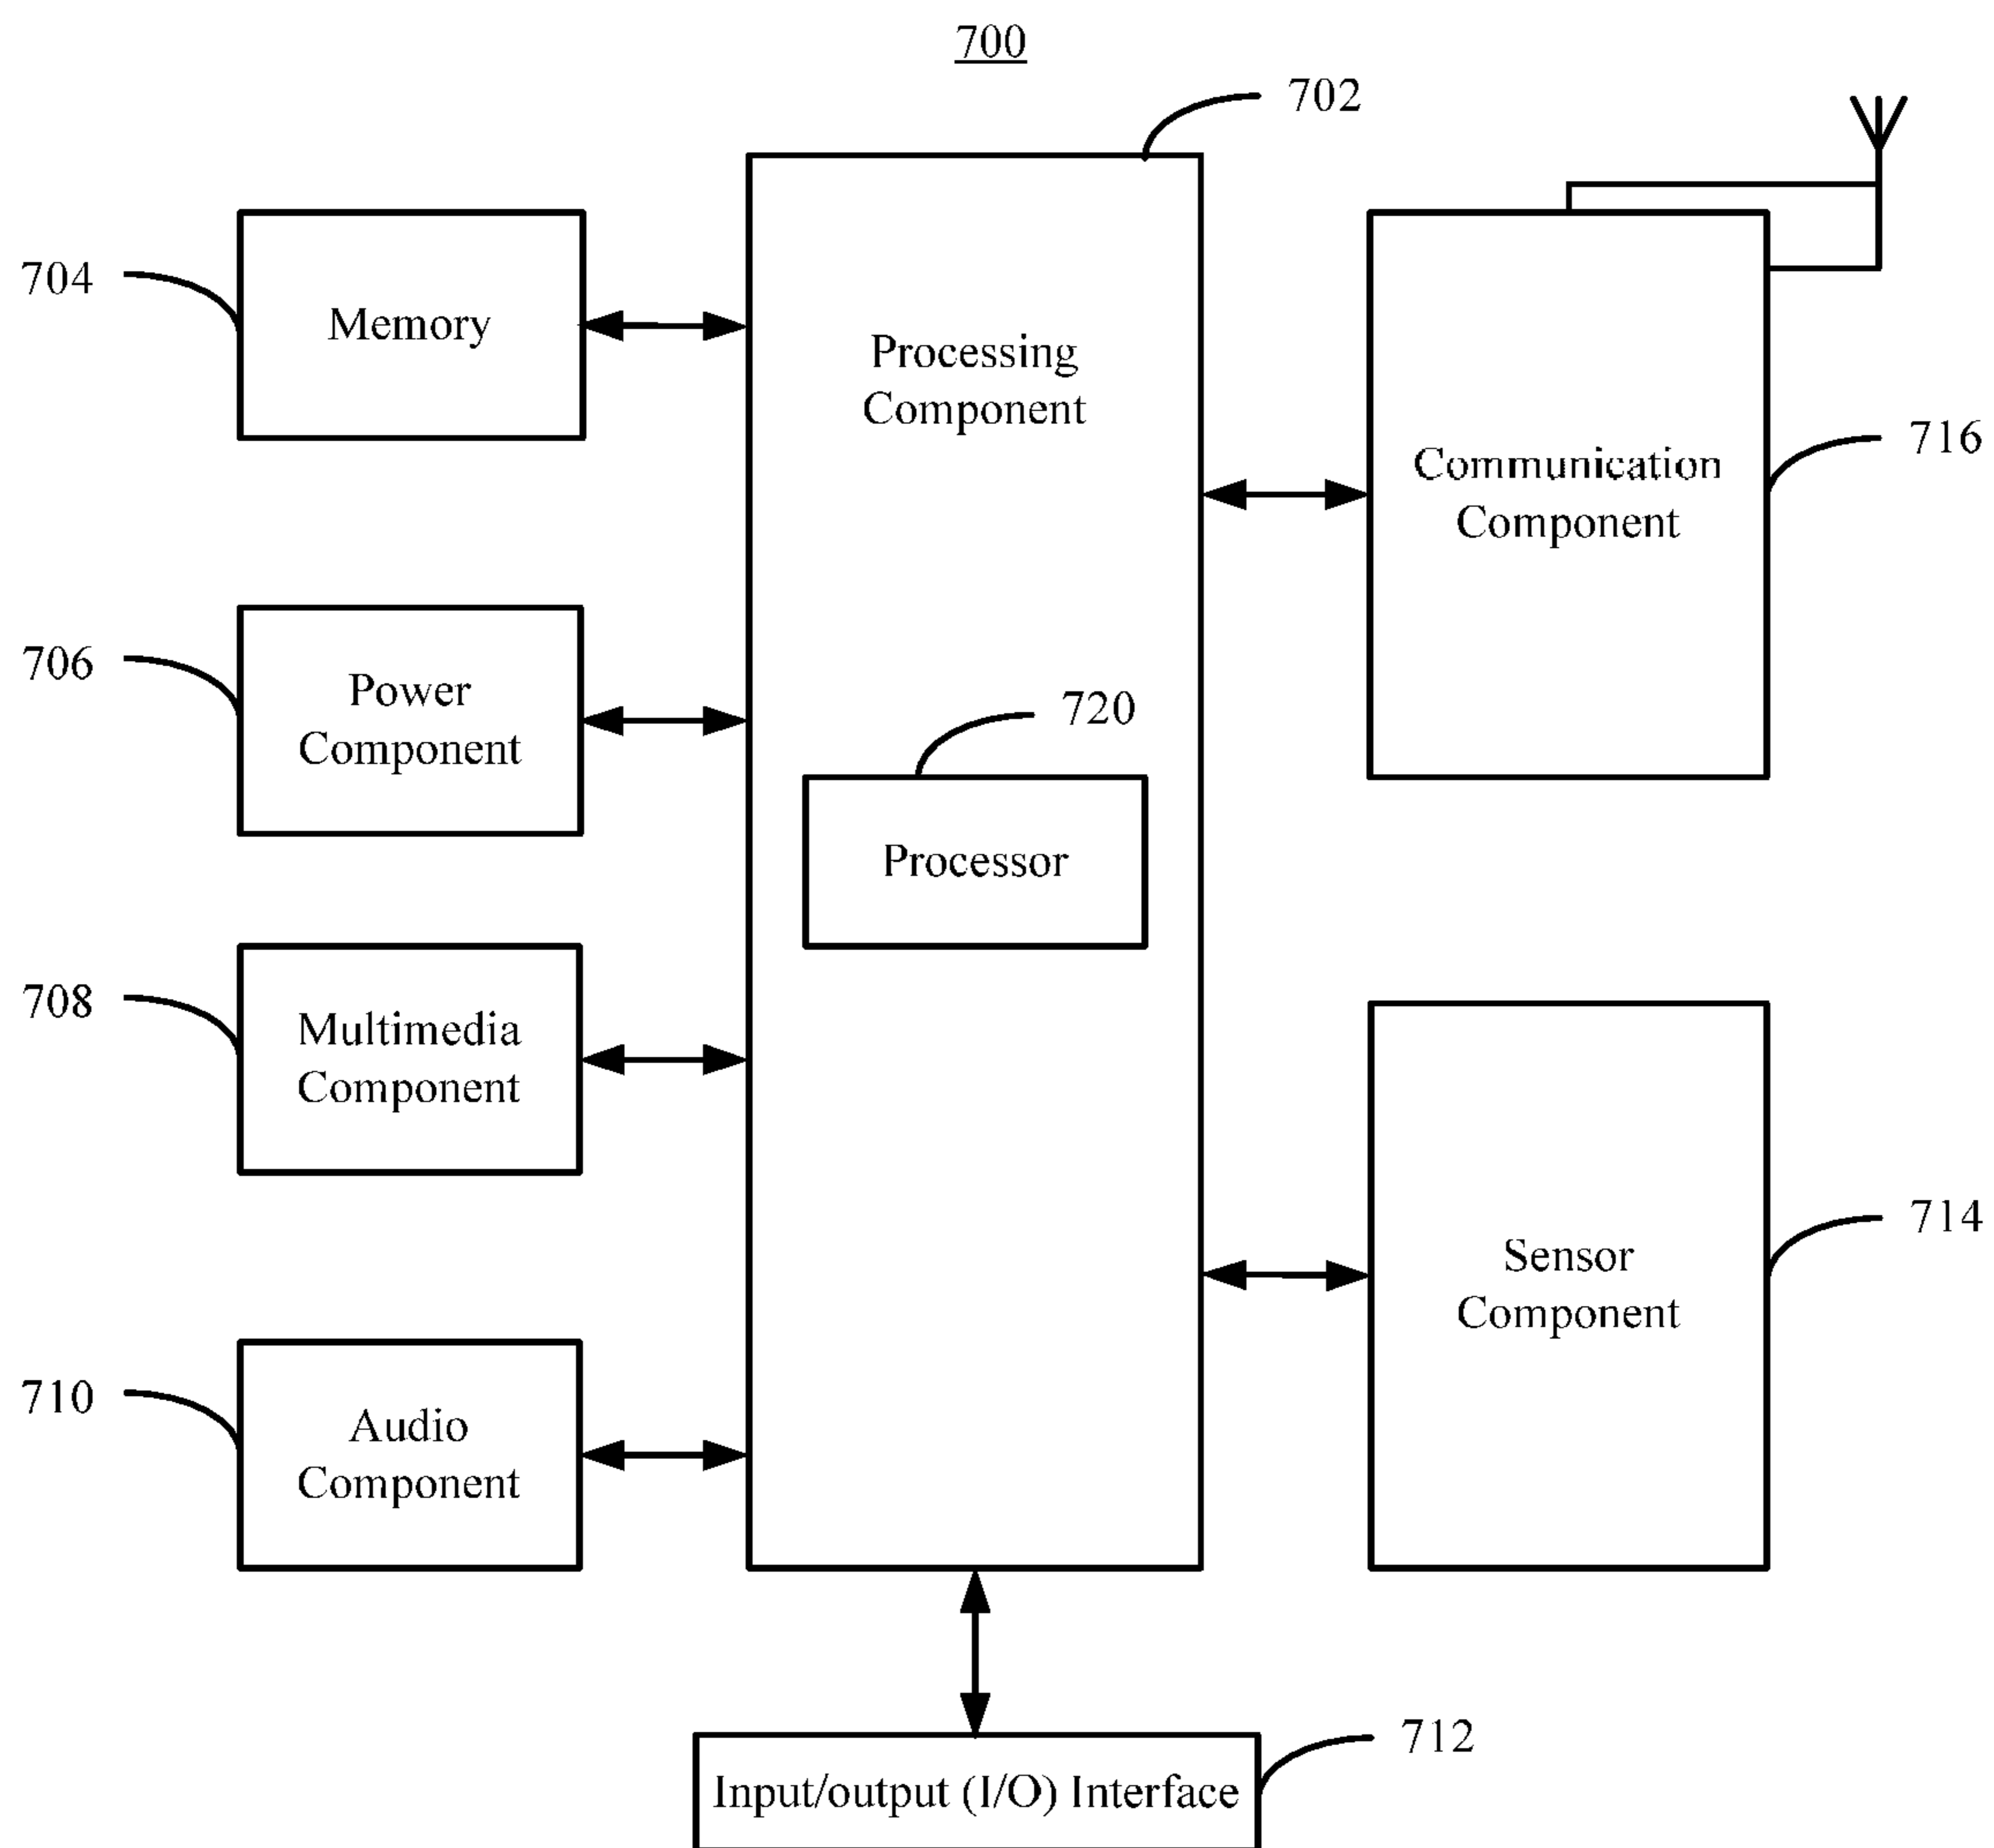 700
702
704
Memory
Processing
Component
Communication
Component
716
706
Power
Component
720
Processor
708
Multimedia
Component
714
Sensor
Component
710
Audio
Component
712
Input/output (I/O) Interface